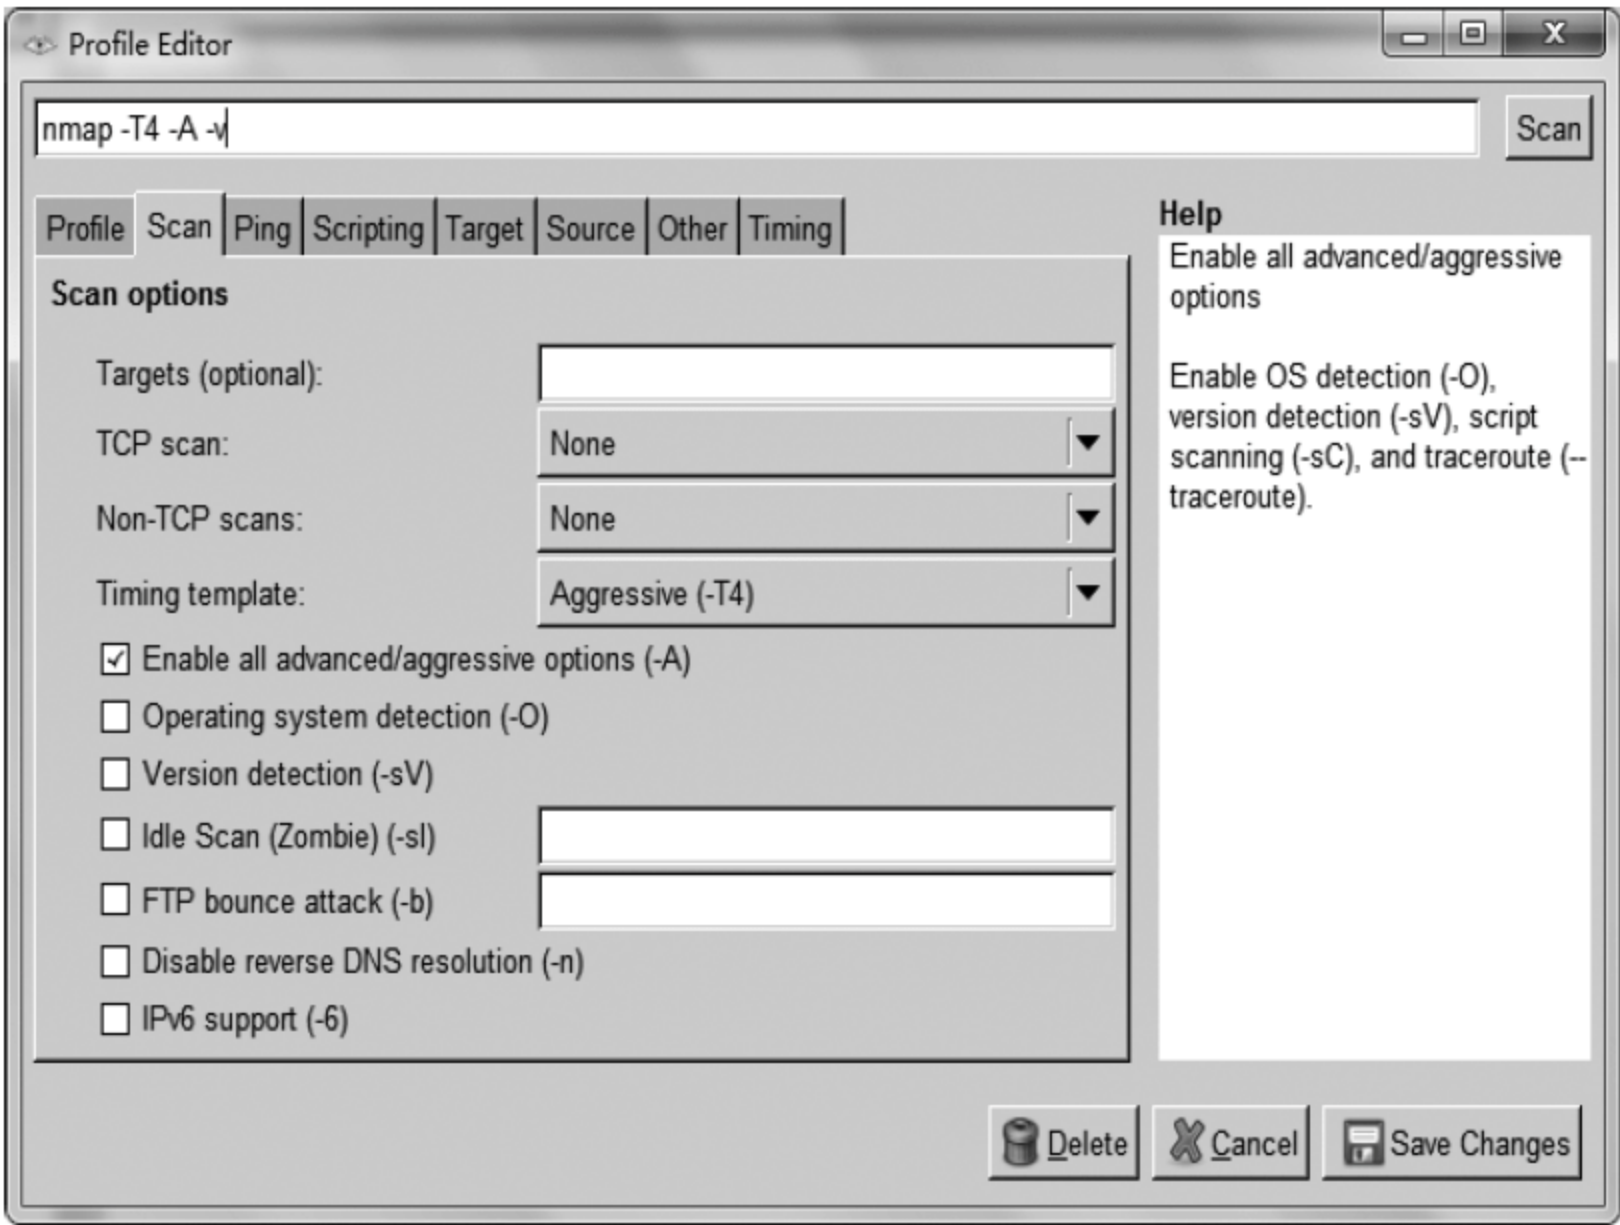 Profile Editor
nmap -T4 -A -v
Scan
Profile Scan Ping Scripting Target Source Other Timing
Scan options
Targets (optional):
TCP scan: None
Non-TCP scans: None
Timing template: Aggressive (-T4)
Enable all advanced/aggressive options (-A)
Operating system detection (-O)
Version detection (-sV)
Idle Scan (Zombie) (-sI)
FTP bounce attack (-b)
Disable reverse DNS resolution (-n)
IPv6 support (-6)
Help
Enable all advanced/aggressive
options
Enable OS detection (-O),
version detection (-sV), script
scanning (-sC), and traceroute (--
traceroute).
Delete Cancel Save Changes